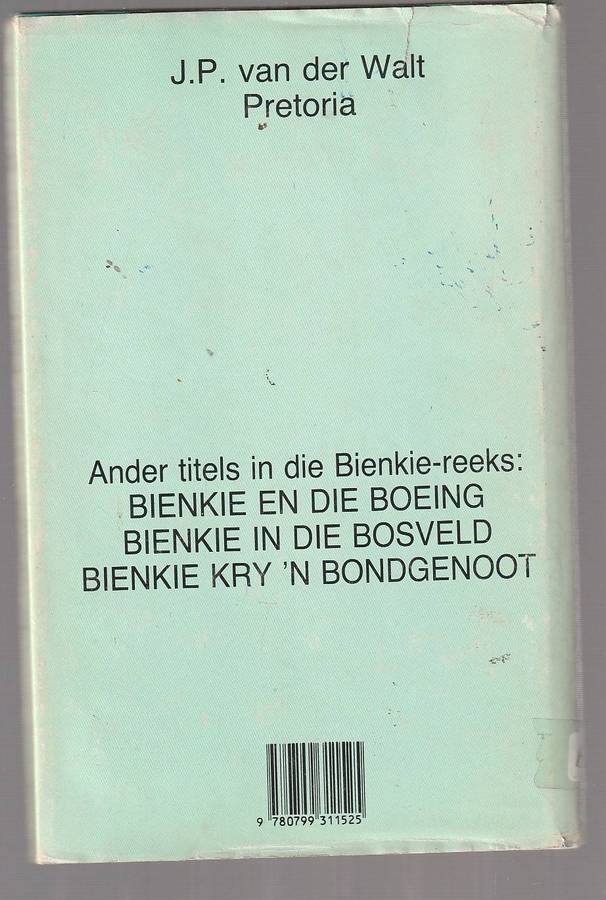 J.P. van der Walt
Pretoria
Ander titels in die Bienkie-reeks:
BIENKIE EN DIE BOEING
BIENKIE IN DIE BOSVELD
BIENKIE KRY 'N BONDGENOOT
9 780799 311525